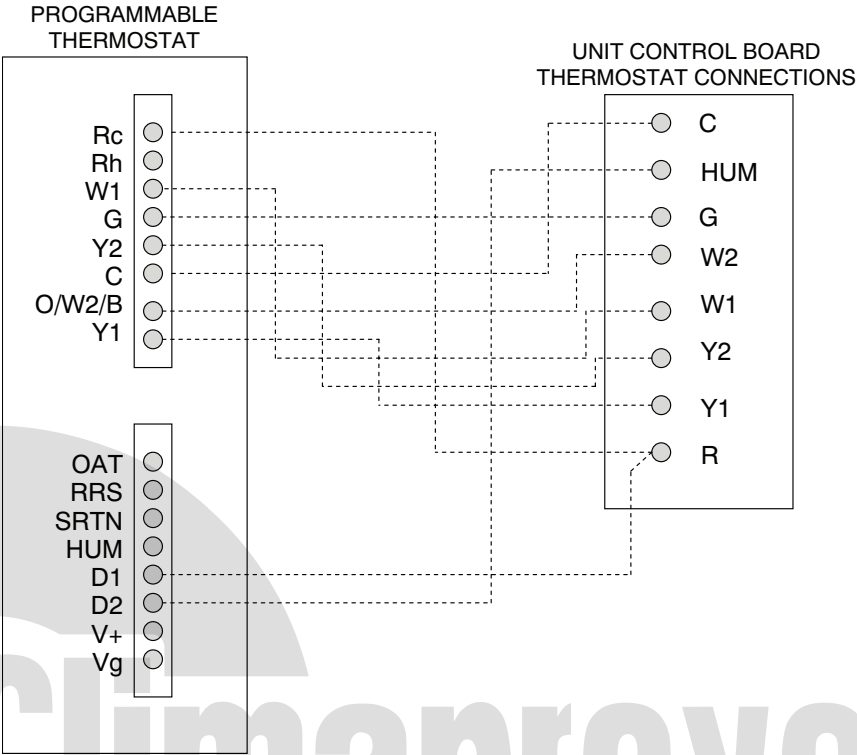 PROGRAMMABLE
THERMOSTAT
Rc
Rh
W1
G
Y2
C
O/W2/B
Y1
OAT
RRS
SRTN
HUM
D1
D2
V+
Vg
UNIT CONTROL BOARD
THERMOSTAT CONNECTIONS
C
HUM
G
W2
W1
Y2
Y1
R